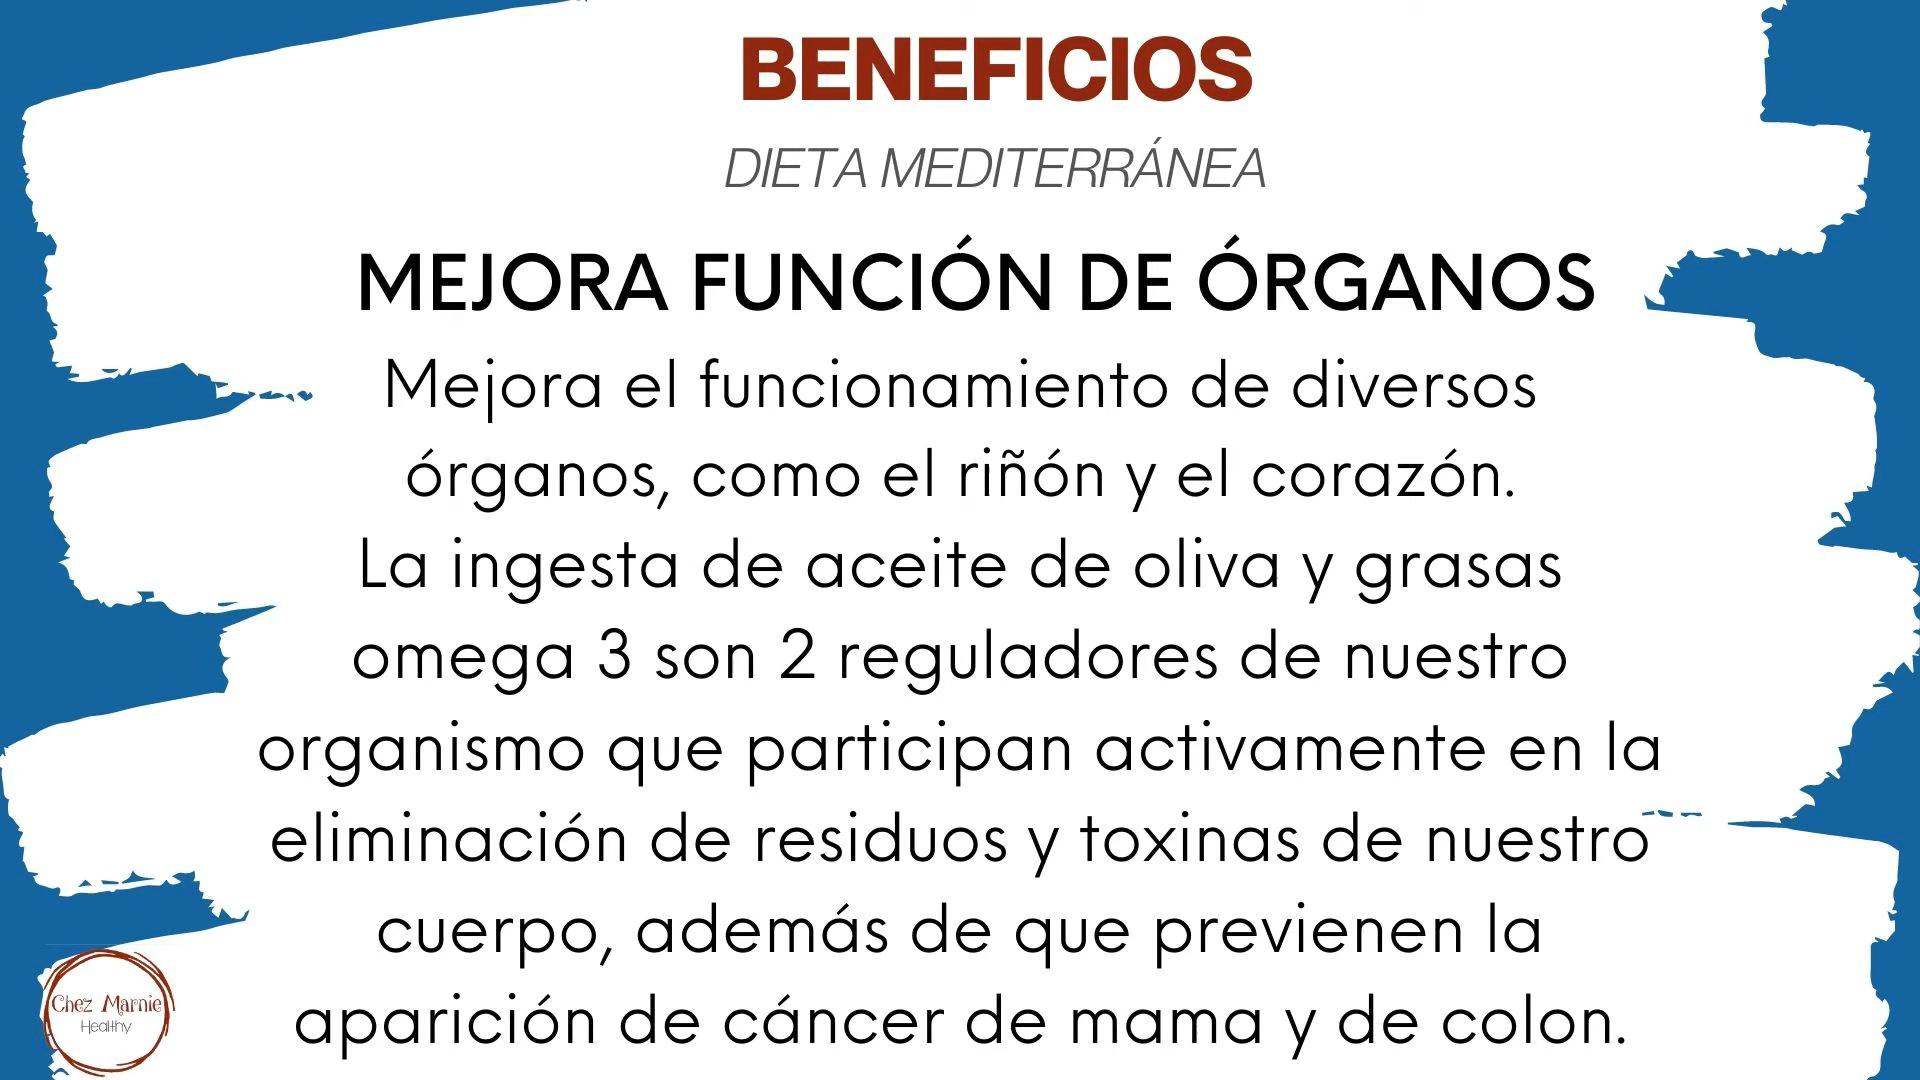 BENEFICIOS
DIETA MEDITERRÁNEA
MEJORA FUNCIÓN DE ÓRGANOS
Mejora el funcionamiento de diversos
órganos, como el riñón y el corazón.
La ingesta de aceite de oliva y grasas
omega 3 son 2 reguladores de nuestro
organismo que participan activamente en la
eliminación de residuos y toxinas de nuestro
cuerpo, además de que previenen la
aparición de cáncer de mama y de colon.
Chez Marnie
Healthy